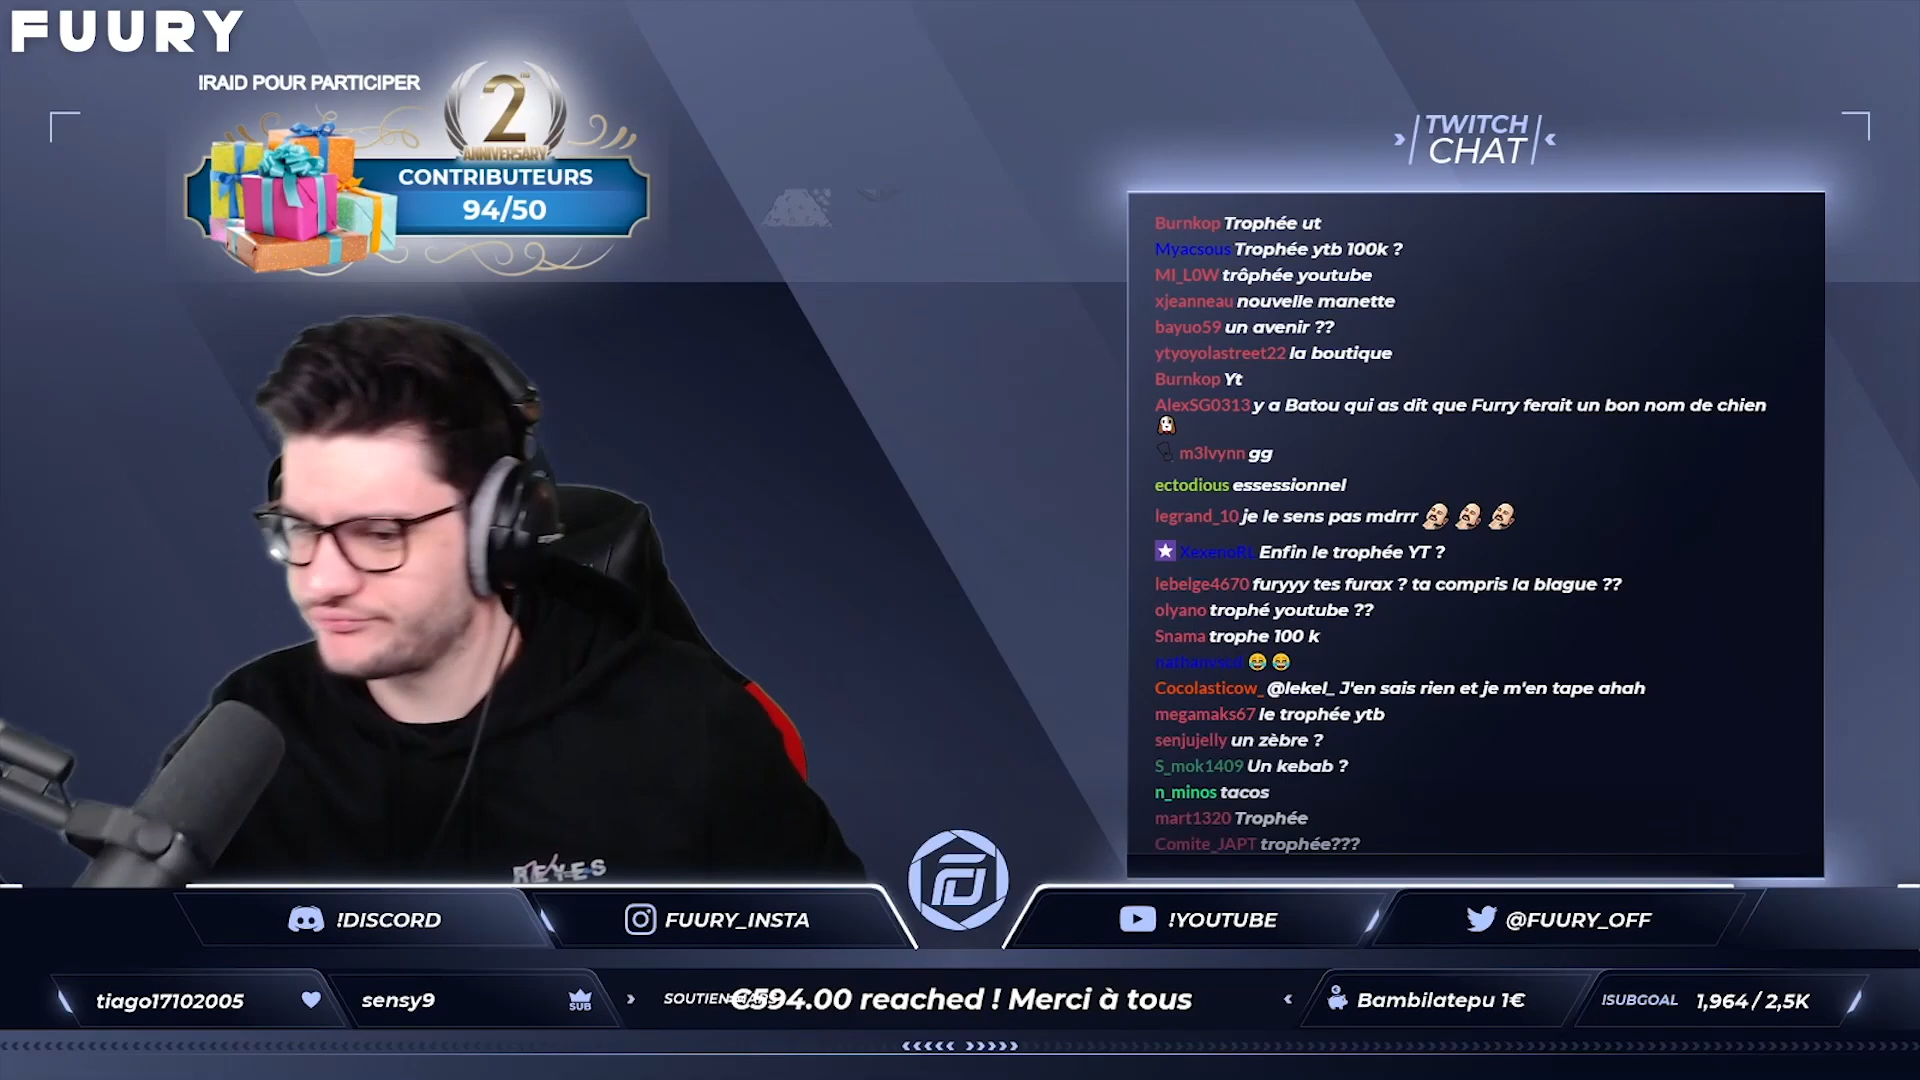 FUURY
!RAID POUR PARTICIPER
2
ANNIVERSARY
CONTRIBUTEURS
94/50
TWITCH
CHAT
Burnkop Trophée ut
Myacsous Trophée ytb 100k ?
MI_L0W trôphée youtube
xjeanneau nouvelle manette
bayuo59 un avenir ??
ytyoyolastreet22 la boutique
Burnkop Yt
AlexSG0313 y a Batou qui as dit que Furry ferait un bon nom de chien
m3lvynn gg
ectodious essessionnel
legrand_10 je le sens pas mdrrr
XexenoRL Enfin le trophée YT ?
lebelge4670 furyyy tes furax ? ta compris la blague ??
olyano trophé youtube ??
Snama trophe 100 k
nathanvscd
Cocolasticow_ @lekel_ J'en sais rien et je m'en tape ahah
megamaks67 le trophée ytb
senjujelly un zèbre ?
S_mok1409 Un kebab ?
n_minos tacos
mart1320 Trophée
Comite_JAPT trophée???
!DISCORD
FUURY_INSTA
!YOUTUBE
@FUURY_OFF
tiago17102005
sensy9
SUB
SOUTIEN
€594.00 reached ! Merci à tous
Bambilatepu 1€
!SUBGOAL 1,964 / 2,5K